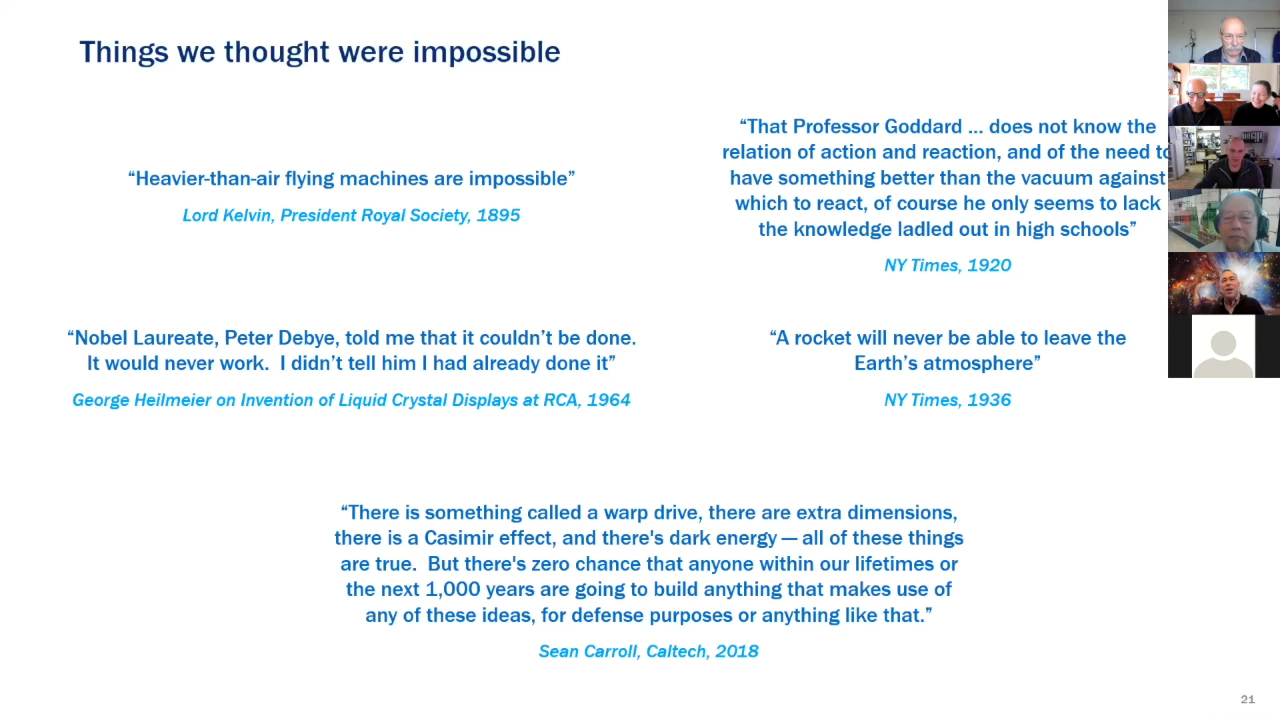 Things we thought were impossible
“Heavier-than-air flying machines are impossible”
Lord Kelvin, President Royal Society, 1895
“That Professor Goddard ... does not know the
relation of action and reaction, and of the need to
have something better than the vacuum against
which to react, of course he only seems to lack
the knowledge ladled out in high schools”
NY Times, 1920
“Nobel Laureate, Peter Debye, told me that it couldn’t be done.
It would never work.  I didn’t tell him I had already done it”
George Heilmeier on Invention of Liquid Crystal Displays at RCA, 1964
“A rocket will never be able to leave the
Earth’s atmosphere”
NY Times, 1936
“There is something called a warp drive, there are extra dimensions,
there is a Casimir effect, and there's dark energy — all of these things
are true.  But there's zero chance that anyone within our lifetimes or
the next 1,000 years are going to build anything that makes use of
any of these ideas, for defense purposes or anything like that.”
Sean Carroll, Caltech, 2018
21